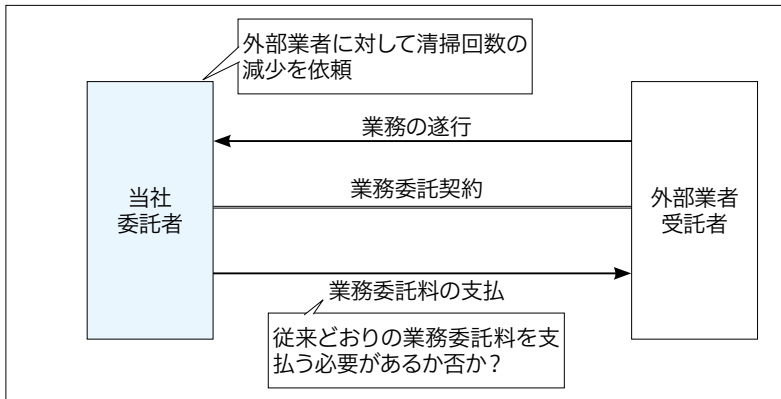 外部業者に対して清掃回数の
減少を依頼
業務の遂行
当社
委託者
業務委託契約
外部業者
受託者
業務委託料の支払
従来どおりの業務委託料を支
払う必要があるか否か？